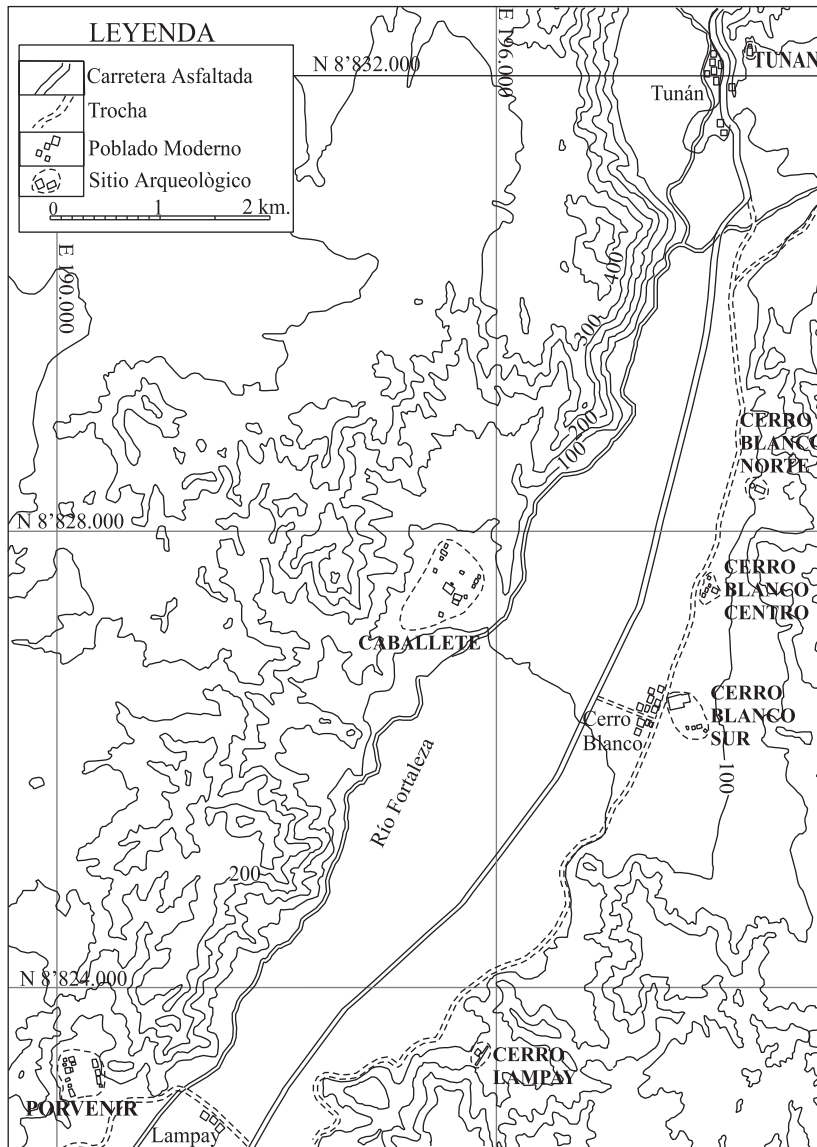 LEYENDA
Carretera Asfaltada
Trocha
Poblado Moderno
Sitio Arqueològico
0 1 2 km.
E 190.000
E 196.000
N 8’832.000
TUNAN
Tunán
400
300
200
100
CERRO
BLANCO
NORTE
N 8’828.000
CERRO
BLANCO
CENTRO
CABALLETE
CERRO
BLANCO
SUR
Cerro
Blanco
100
Río Fortaleza
200
N 8’824.000
CERRO
LAMPAY
PORVENIR
Lampay